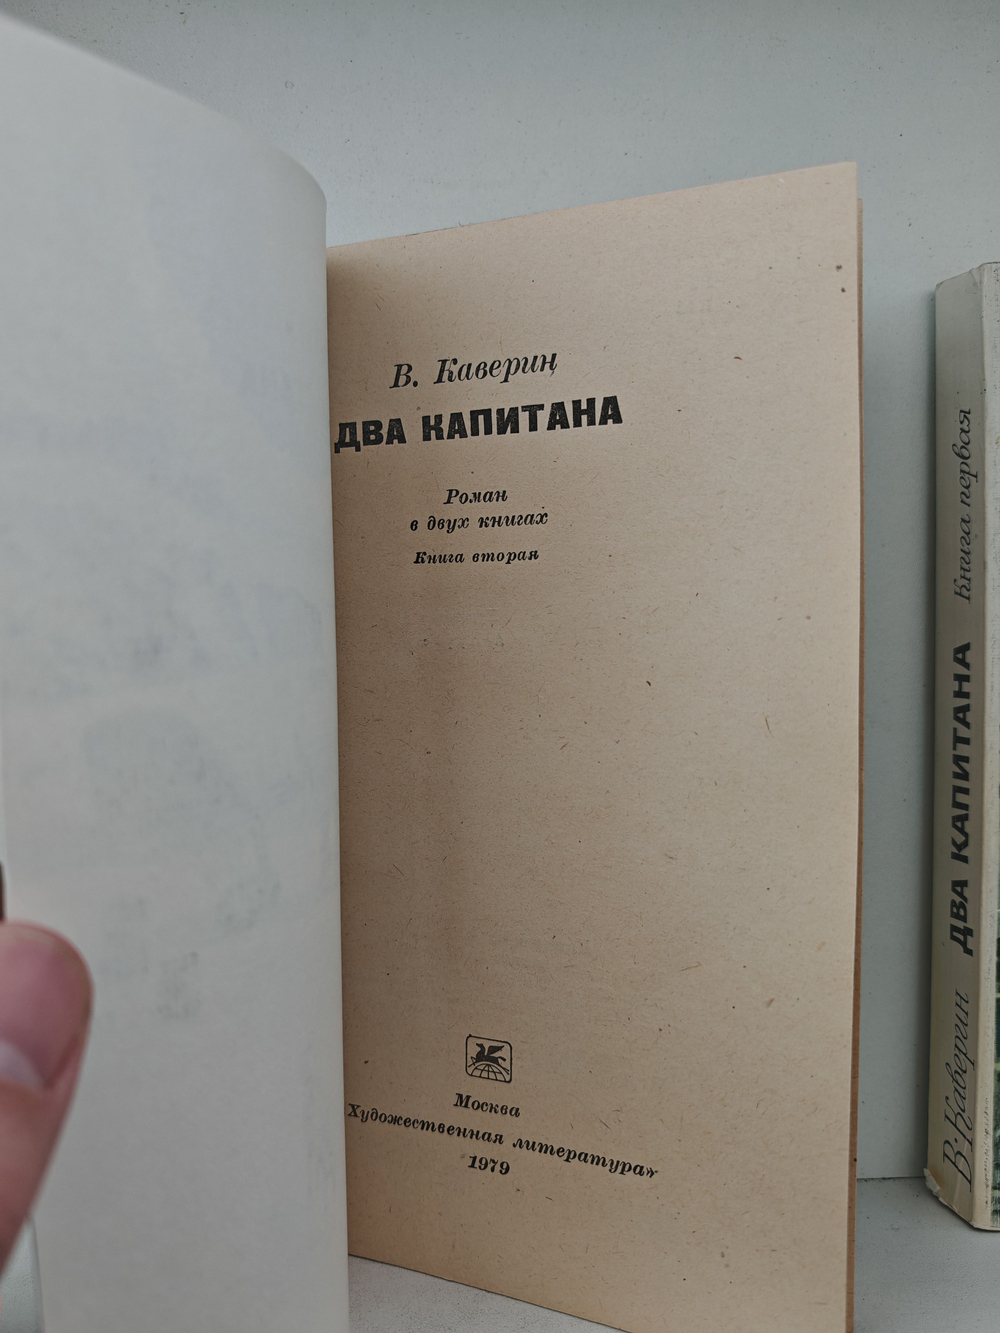 В. Каверин
ДВА КАПИТАНА
Роман
в двух книгах
Книга вторая
Москва
Художественная литература»
1979
В. Каверин ДВА КАПИТАНА книга первая